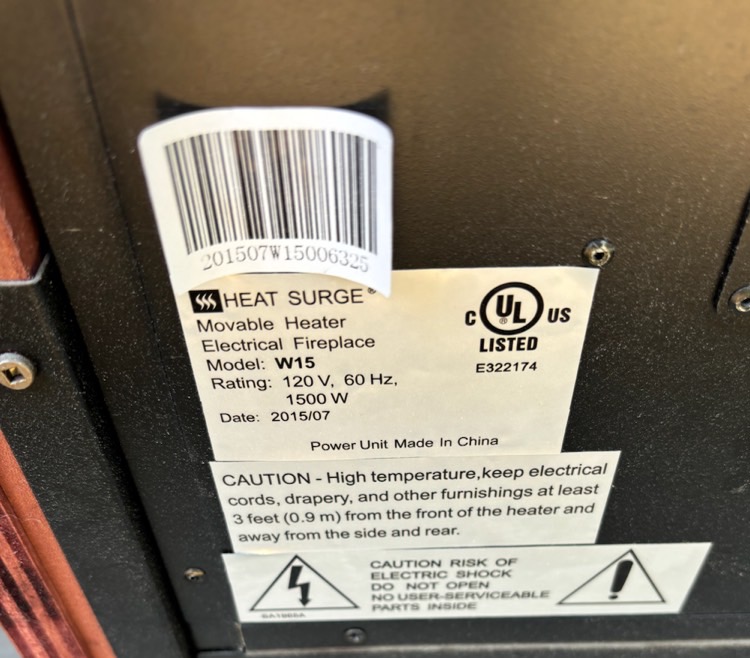 201507W15006325
HEAT SURGE®
Movable Heater
Electrical Fireplace
Model: W15
Rating: 120 V, 60 Hz,
1500 W
Date: 2015/07
C UL US
LISTED
E322174
Power Unit Made In China
CAUTION - High temperature,keep electrical
cords, drapery, and other furnishings at least
3 feet (0.9 m) from the front of the heater and
away from the side and rear.
CAUTION RISK OF
ELECTRIC SHOCK
DO NOT OPEN
NO USER-SERVICEABLE
PARTS INSIDE